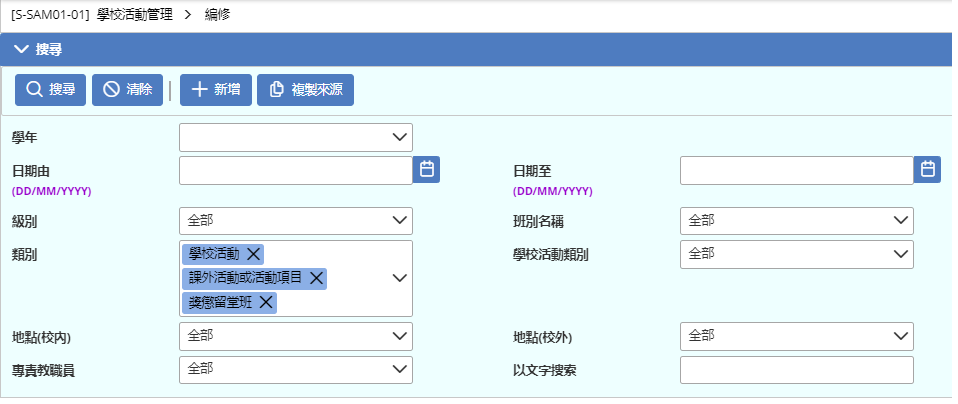 [S-SAM01-01] 學校活動管理 > 編修
搜尋
搜尋 清除 新增 複製來源
學年
日期由 日期至
(DD/MM/YYYY) (DD/MM/YYYY)
級別 全部 班別名稱 全部
類別 學校活動 學校活動類別 全部
課外活動或活動項目
獎懲留堂班
地點(校內) 全部 地點(校外) 全部
專責教職員 全部 以文字搜索